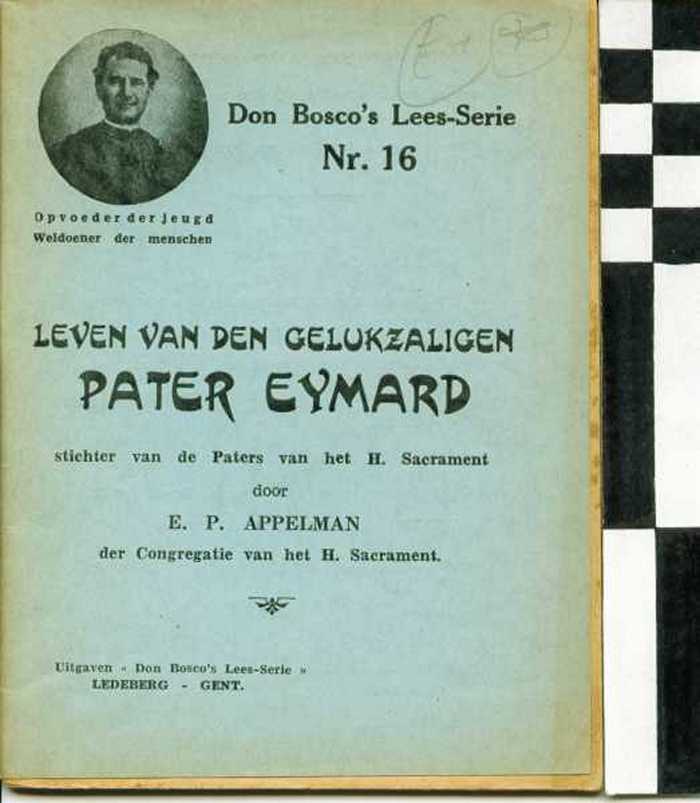 Don Bosco's Lees-Serie
Nr. 16
Opvoeder der jeugd
Weldoener der menschen
LEVEN VAN DEN GELUKZALIGEN
PATER EYMARD
stichter van de Paters van het H. Sacrament
door
E. P. APPELMAN
der Congregatie van het H. Sacrament.
Uitgaven « Don Bosco's Lees-Serie »
LEDEBERG - GENT.